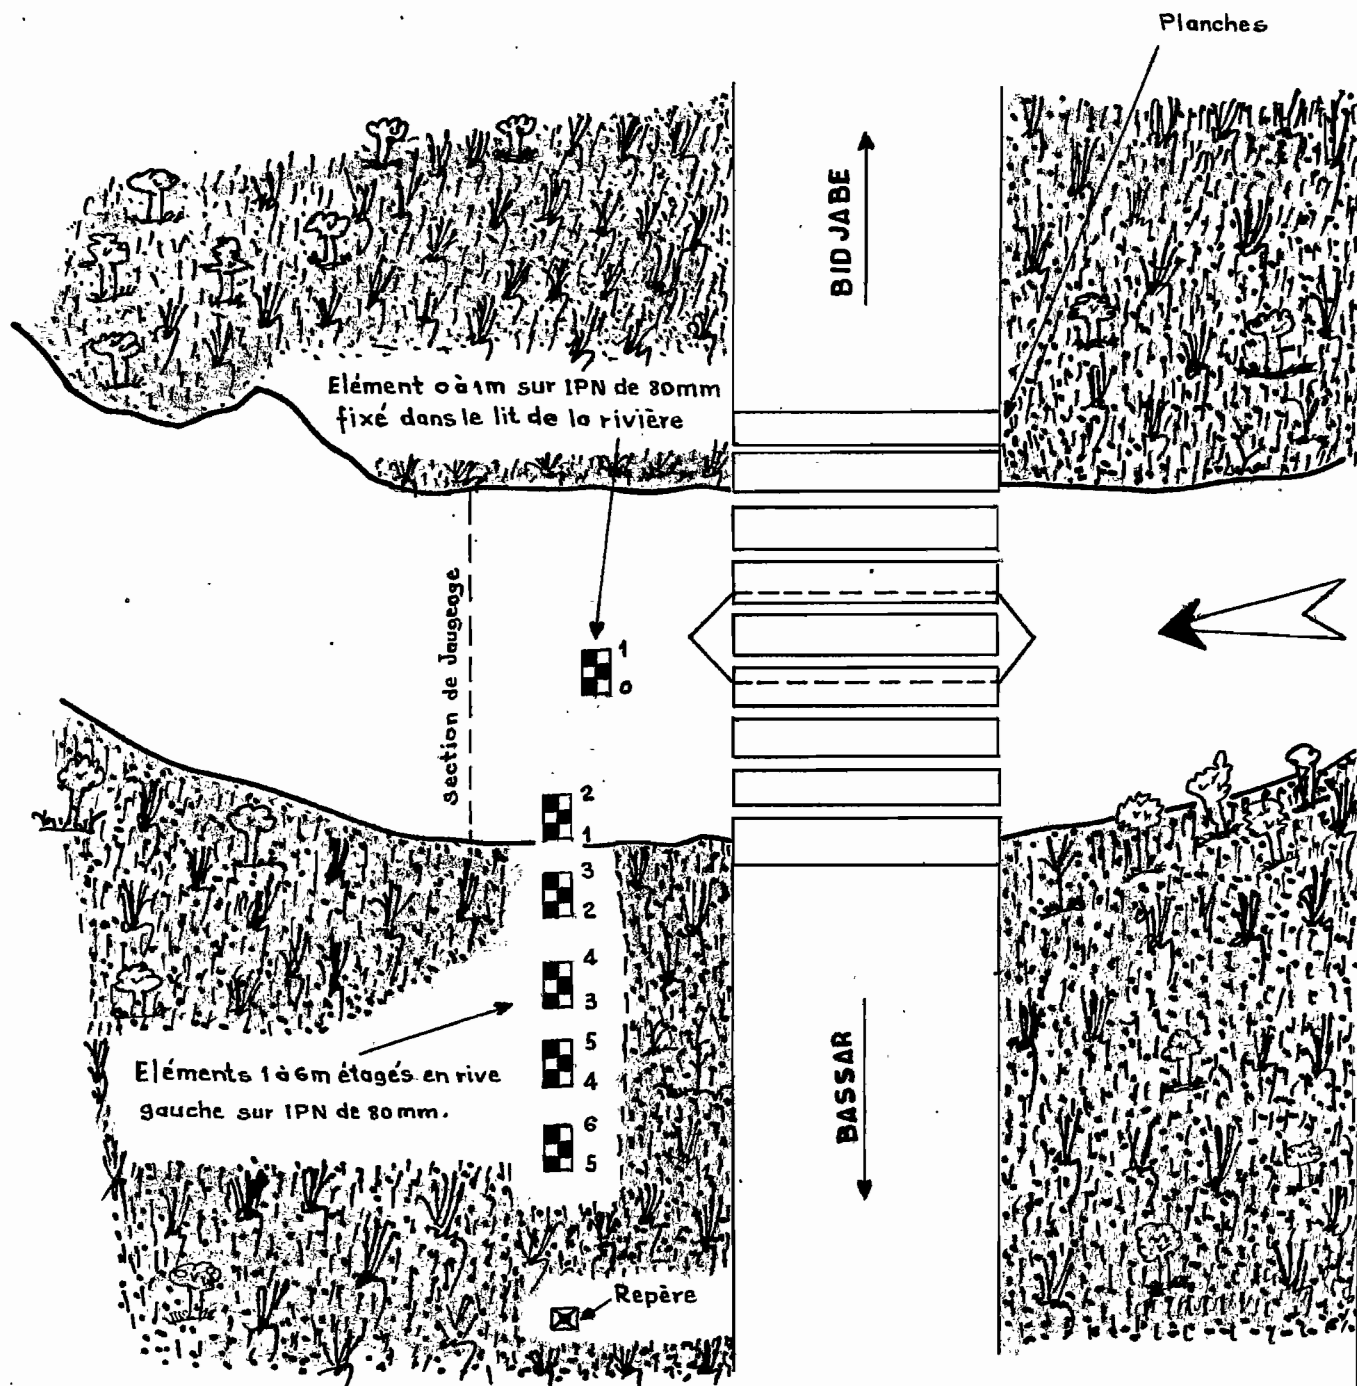 Planches
BIDJABE
Elément 0 à 1m sur IPN de 80mm
fixé dans le lit de la rivière
Section de Jaugeage
1
0
2
1
3
2
4
3
5
4
6
5
Eléments 1 à 6m étagés en rive
gauche sur IPN de 80mm.
BASSAR
Repère